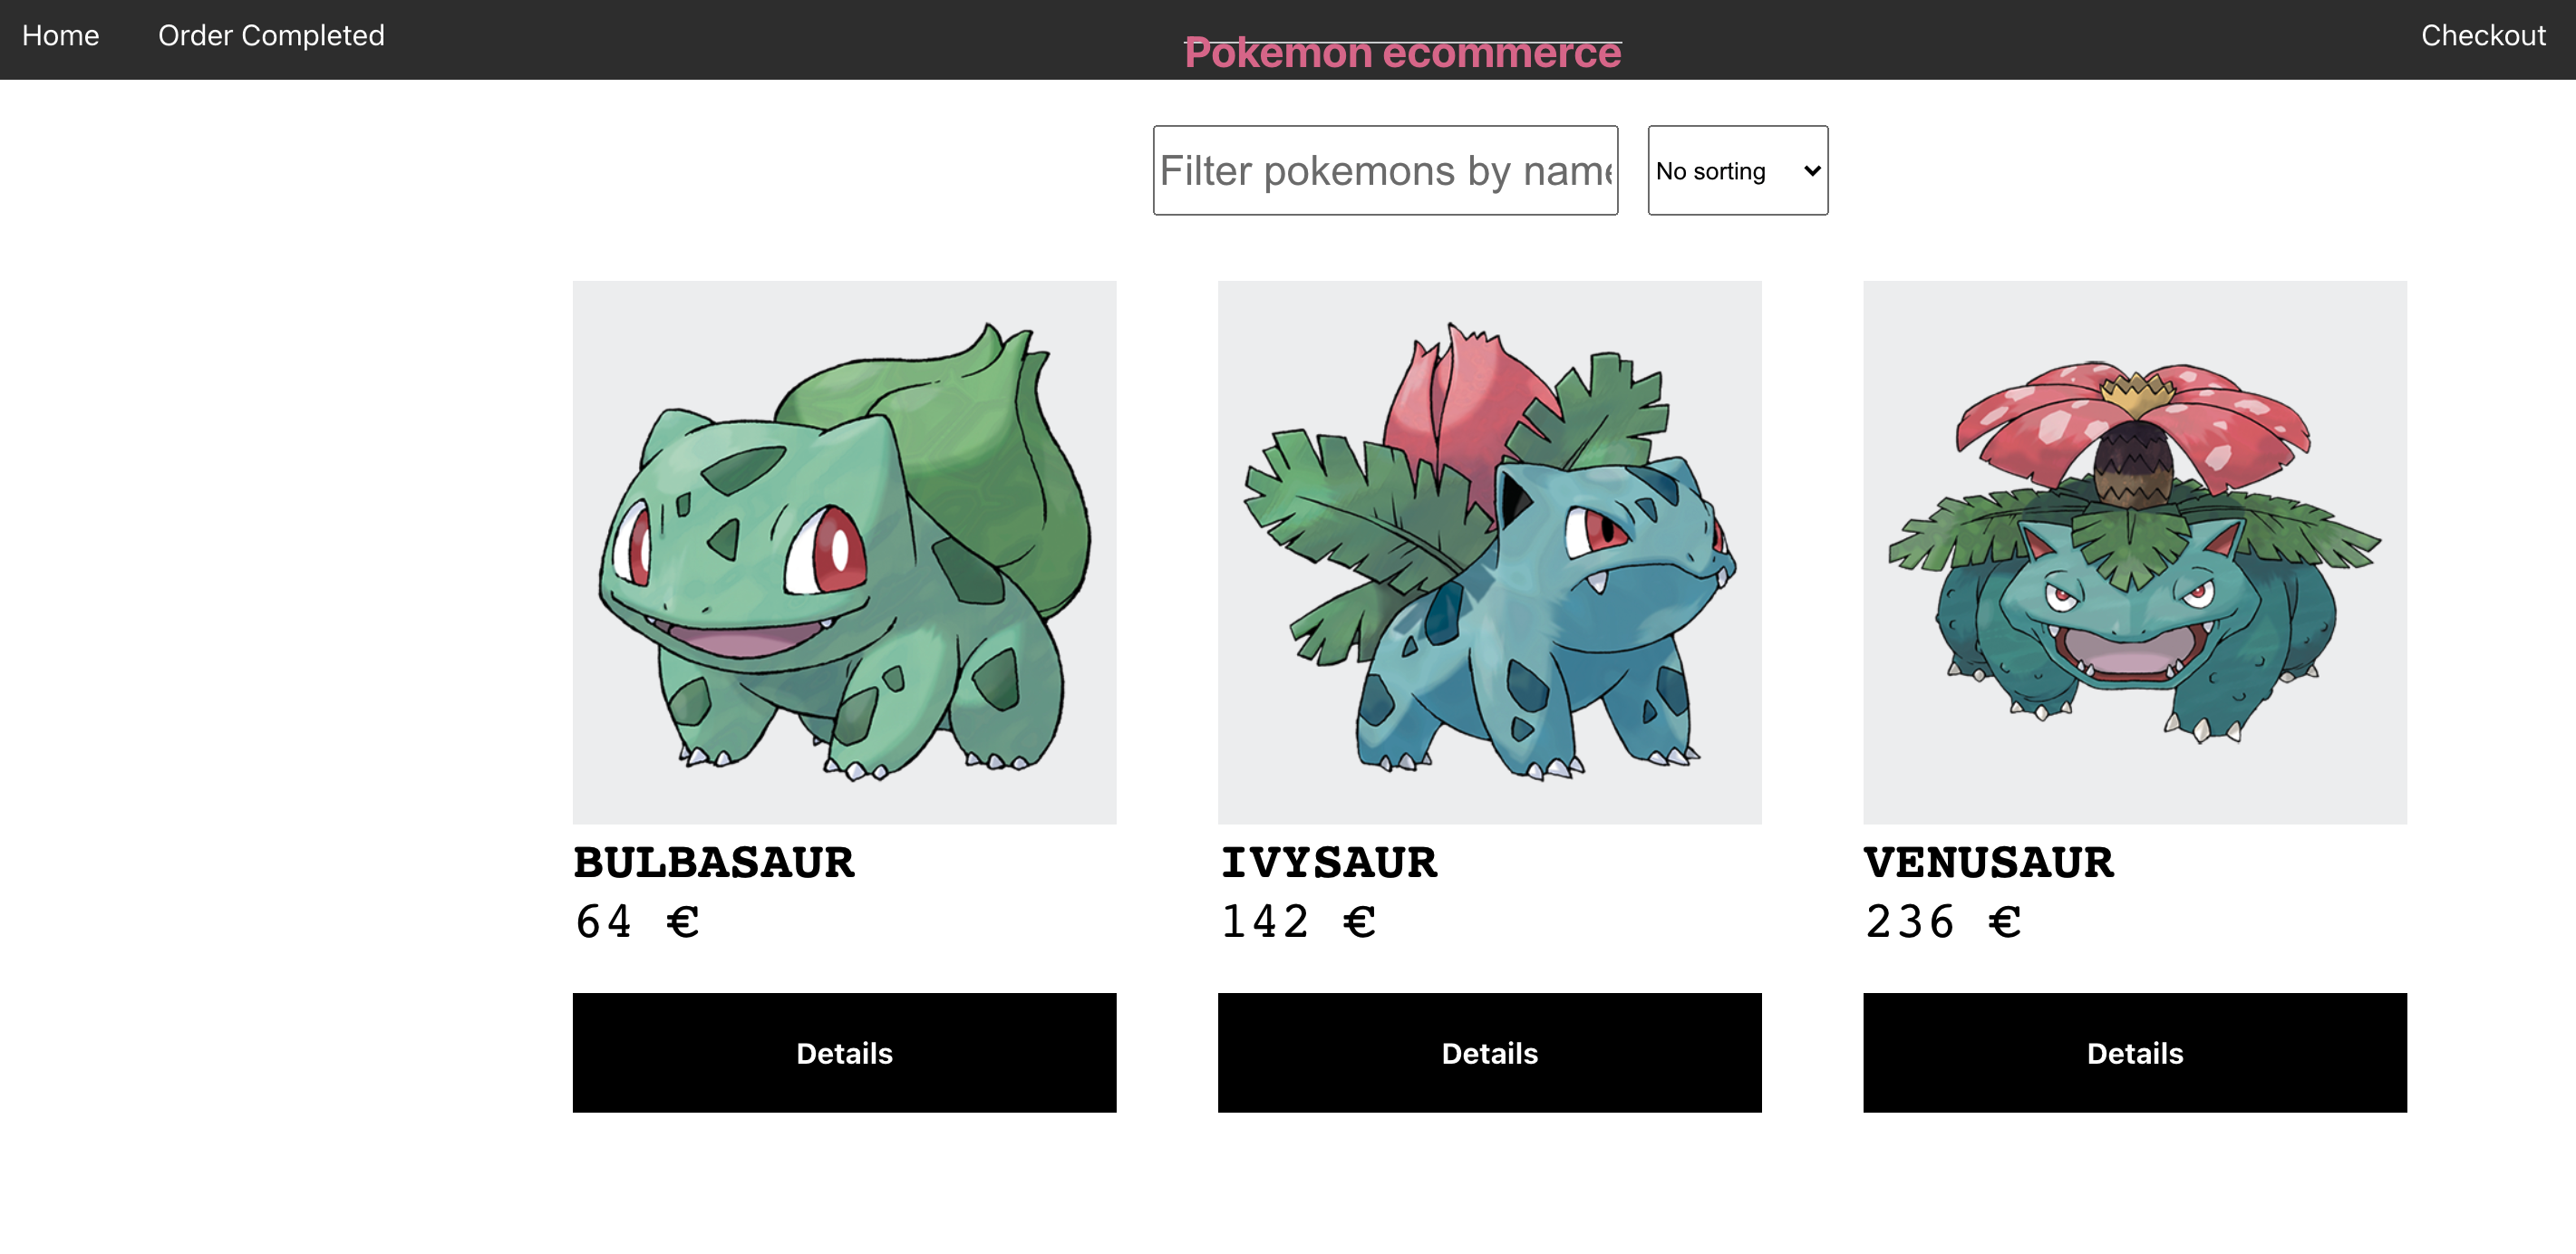 Home Order Completed Pokemon ecommerce Checkout
Filter pokemons by name No sorting
BULBASAUR IVYSAUR VENUSAUR
64 € 142 € 236 €
Details Details Details